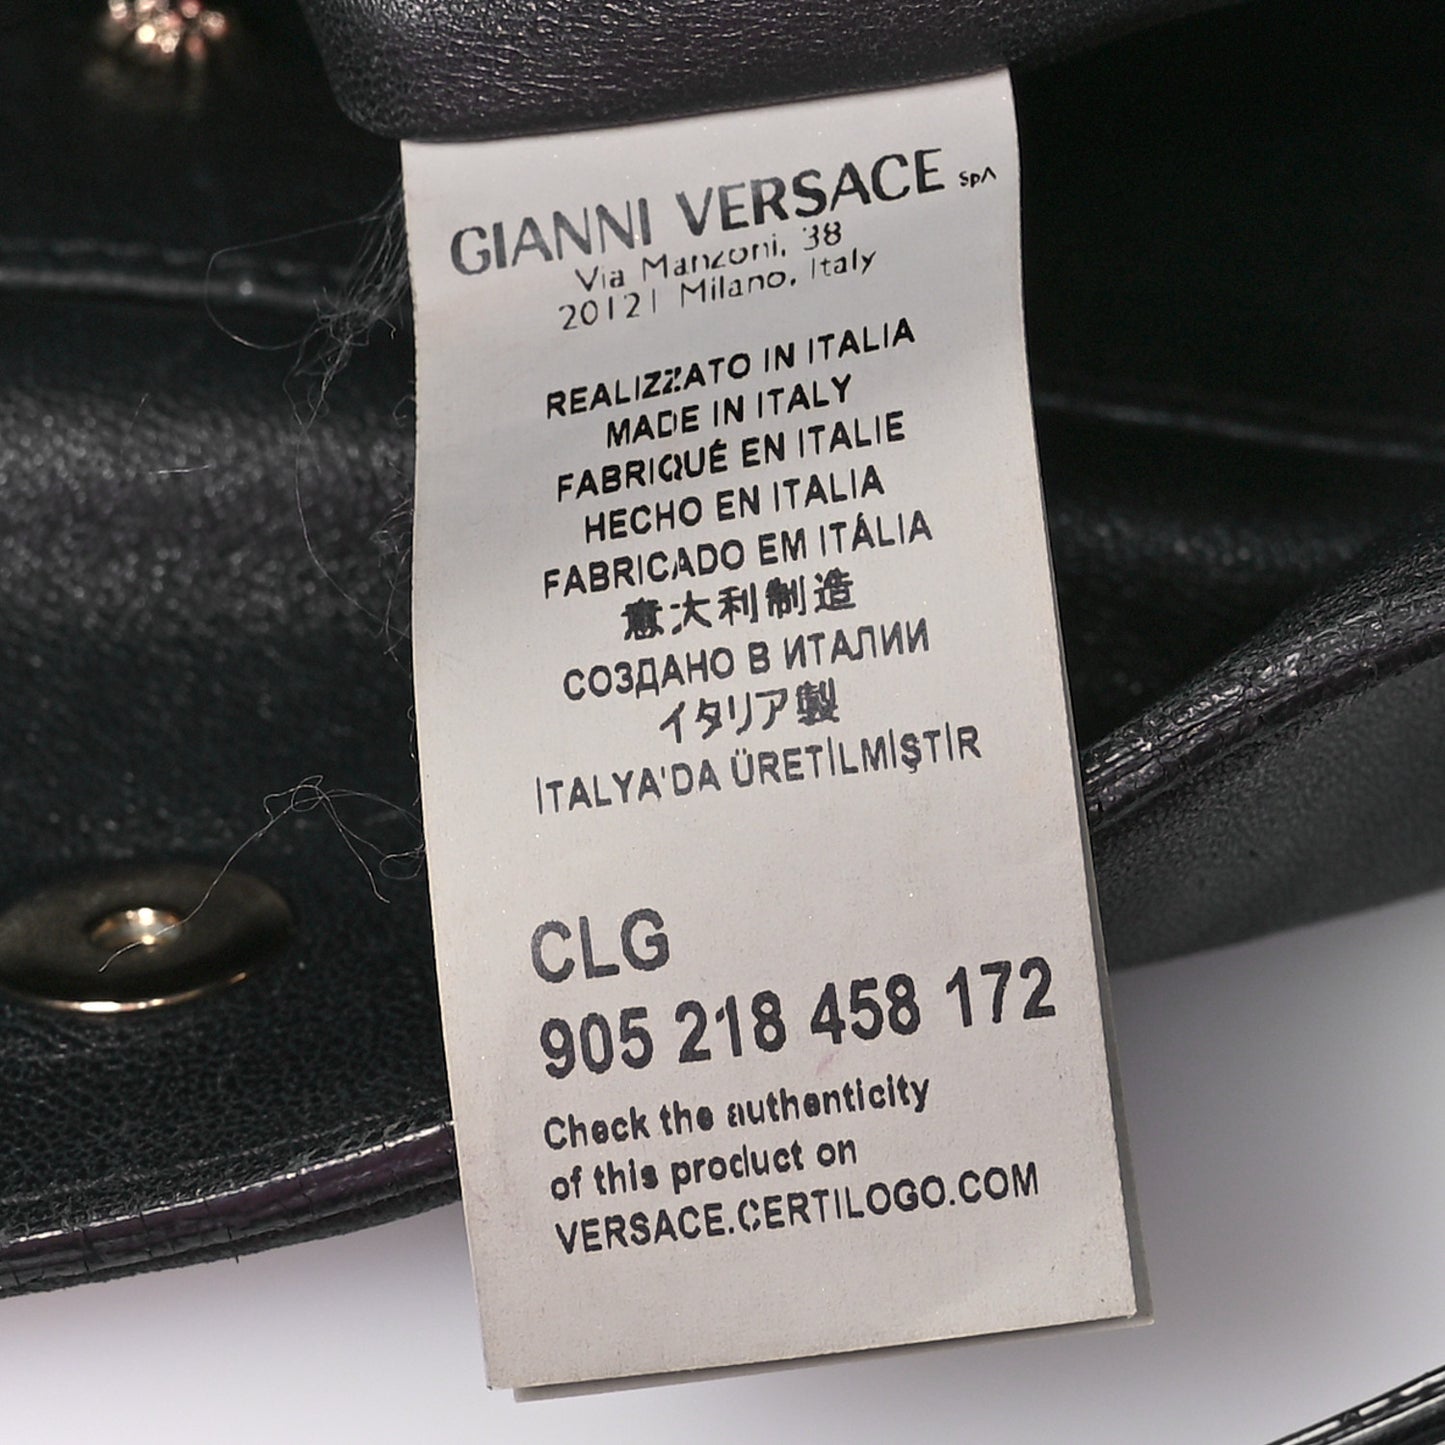 GIANNI VERSACE SpA
Via Manzoni, 38
20121 Milano, Italy
REALIZZATO IN ITALIA
MADE IN ITALY
FABRIQUÉ EN ITALIE
HECHO EN ITALIA
FABRICADO EM ITÁLIA
意大利制造
СОЗДАНО В ИТАЛИИ
イタリア製
İTALYA'DA ÜRETİLMİŞTİR
CLG
905 218 458 172
Check the authenticity
of this product on
VERSACE.CERTILOGO.COM